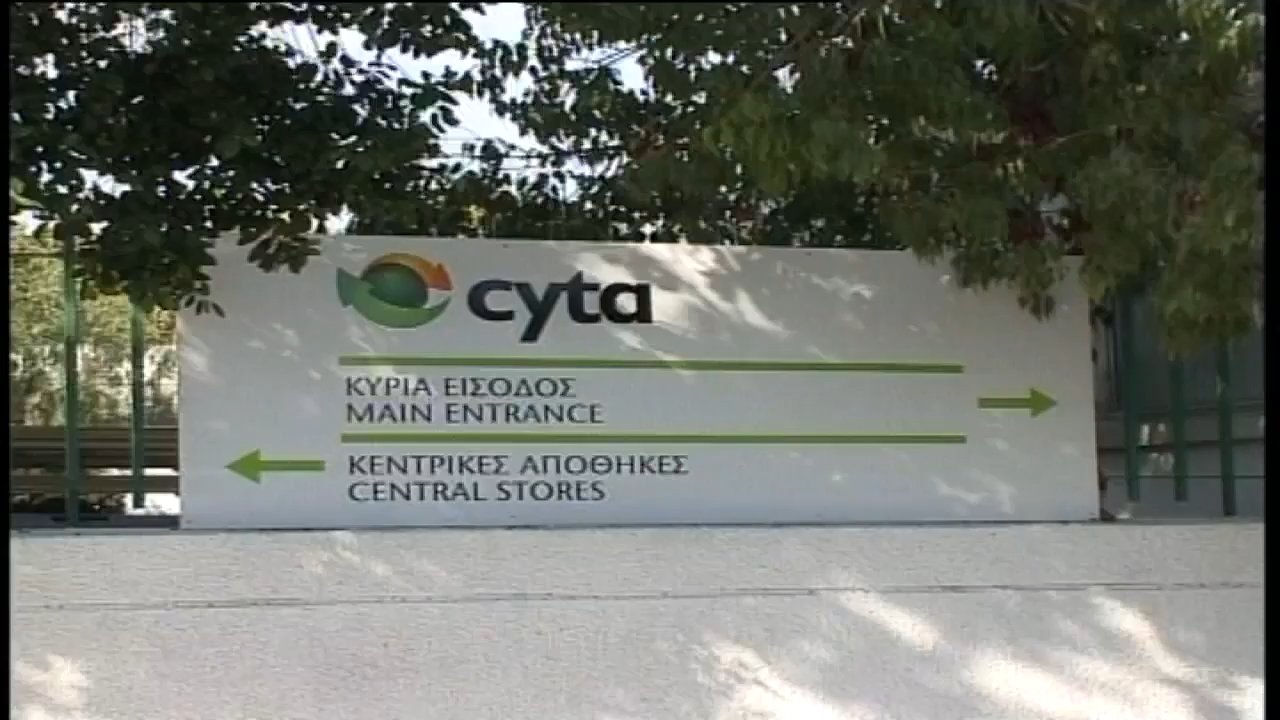 cyta
ΚΥΡΙΑ ΕΙΣΟΔΟΣ
MAIN ENTRANCE
ΚΕΝΤΡΙΚΕΣ ΑΠΟΘΗΚΕΣ
CENTRAL STORES